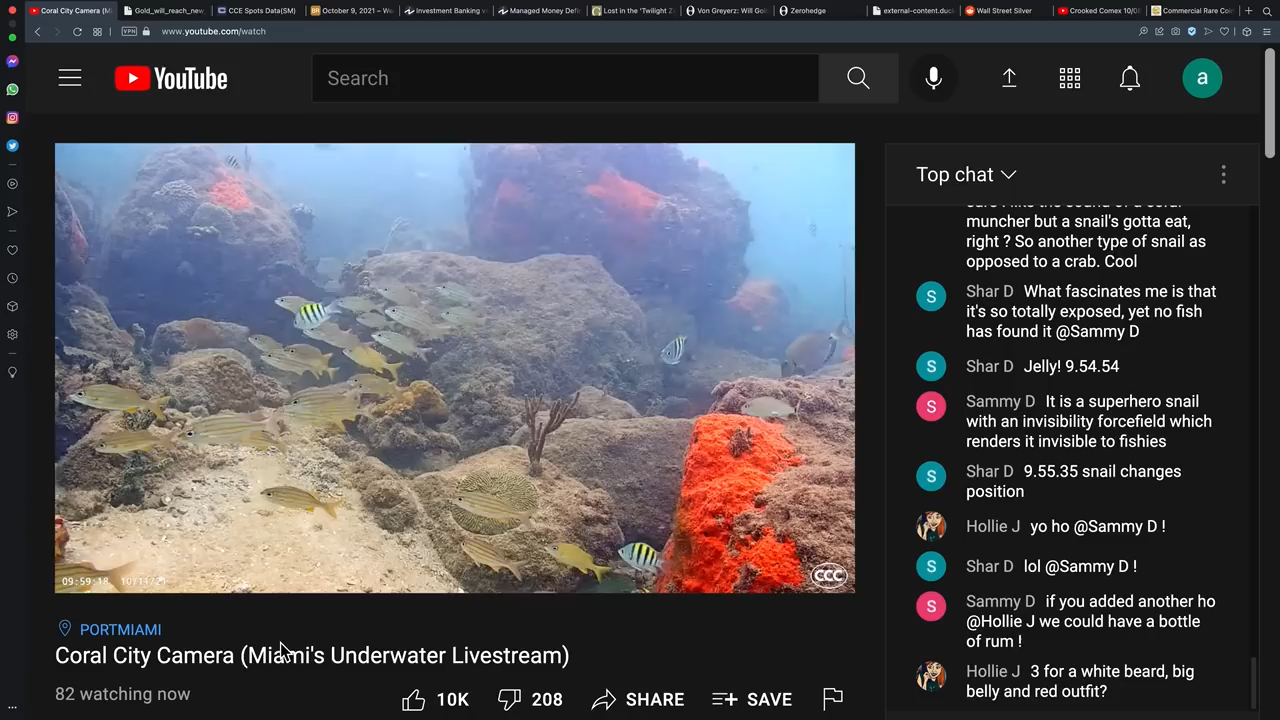 Coral City Camera (M
Gold_will_reach_new_
CCE Spots Data(SM)
October 9, 2021 – We
Investment Banking v
Managed Money Defi
Lost in the 'Twilight Z
Von Greyerz: Will Gol
Zerohedge
external-content.duc
Wall Street Silver
Crooked Comex 10/0
Commercial Rare Coi
VPN
www.youtube.com/watch
YouTube
Search
a
Top chat
muncher but a snail's gotta eat,
right ? So another type of snail as
opposed to a crab. Cool
S
Shar D What fascinates me is that
it's so totally exposed, yet no fish
has found it @Sammy D
S
Shar D Jelly! 9.54.54
S
Sammy D It is a superhero snail
with an invisibility forcefield which
renders it invisible to fishies
S
Shar D 9.55.35 snail changes
position
Hollie J yo ho @Sammy D !
S
Shar D lol @Sammy D !
S
Sammy D if you added another ho
@Hollie J we could have a bottle
of rum !
Hollie J 3 for a white beard, big
belly and red outfit?
09:59:18 10/11/21
CCC
PORTMIAMI
Coral City Camera (Miami's Underwater Livestream)
82 watching now
10K
208
SHARE
SAVE